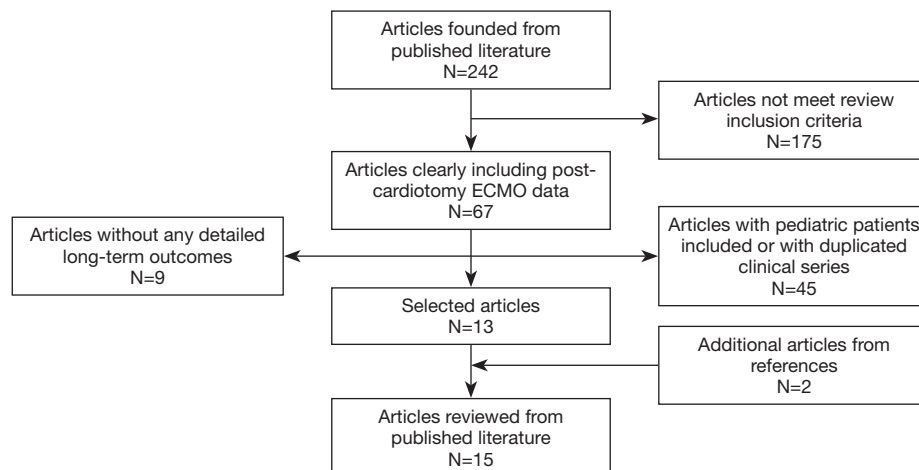 Articles founded from
published literature
N=242
Articles not meet review
inclusion criteria
N=175
Articles clearly including post-
cardiotomy ECMO data
N=67
Articles without any detailed
long-term outcomes
N=9
Articles with pediatric patients
included or with duplicated
clinical series
N=45
Selected articles
N=13
Additional articles from
references
N=2
Articles reviewed from
published literature
N=15